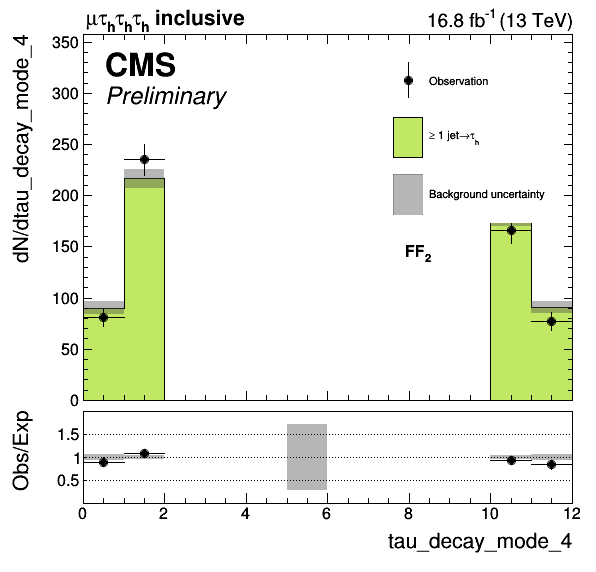 μτhτhτh inclusive
16.8 fb-1 (13 TeV)
CMS
Preliminary
Observation
≥ 1 jet→τh
Background uncertainty
FF2
dN/dtau_decay_mode_4
350
300
250
200
150
100
50
0
Obs/Exp
1.5
1
0.5
0 2 4 6 8 10 12
tau_decay_mode_4